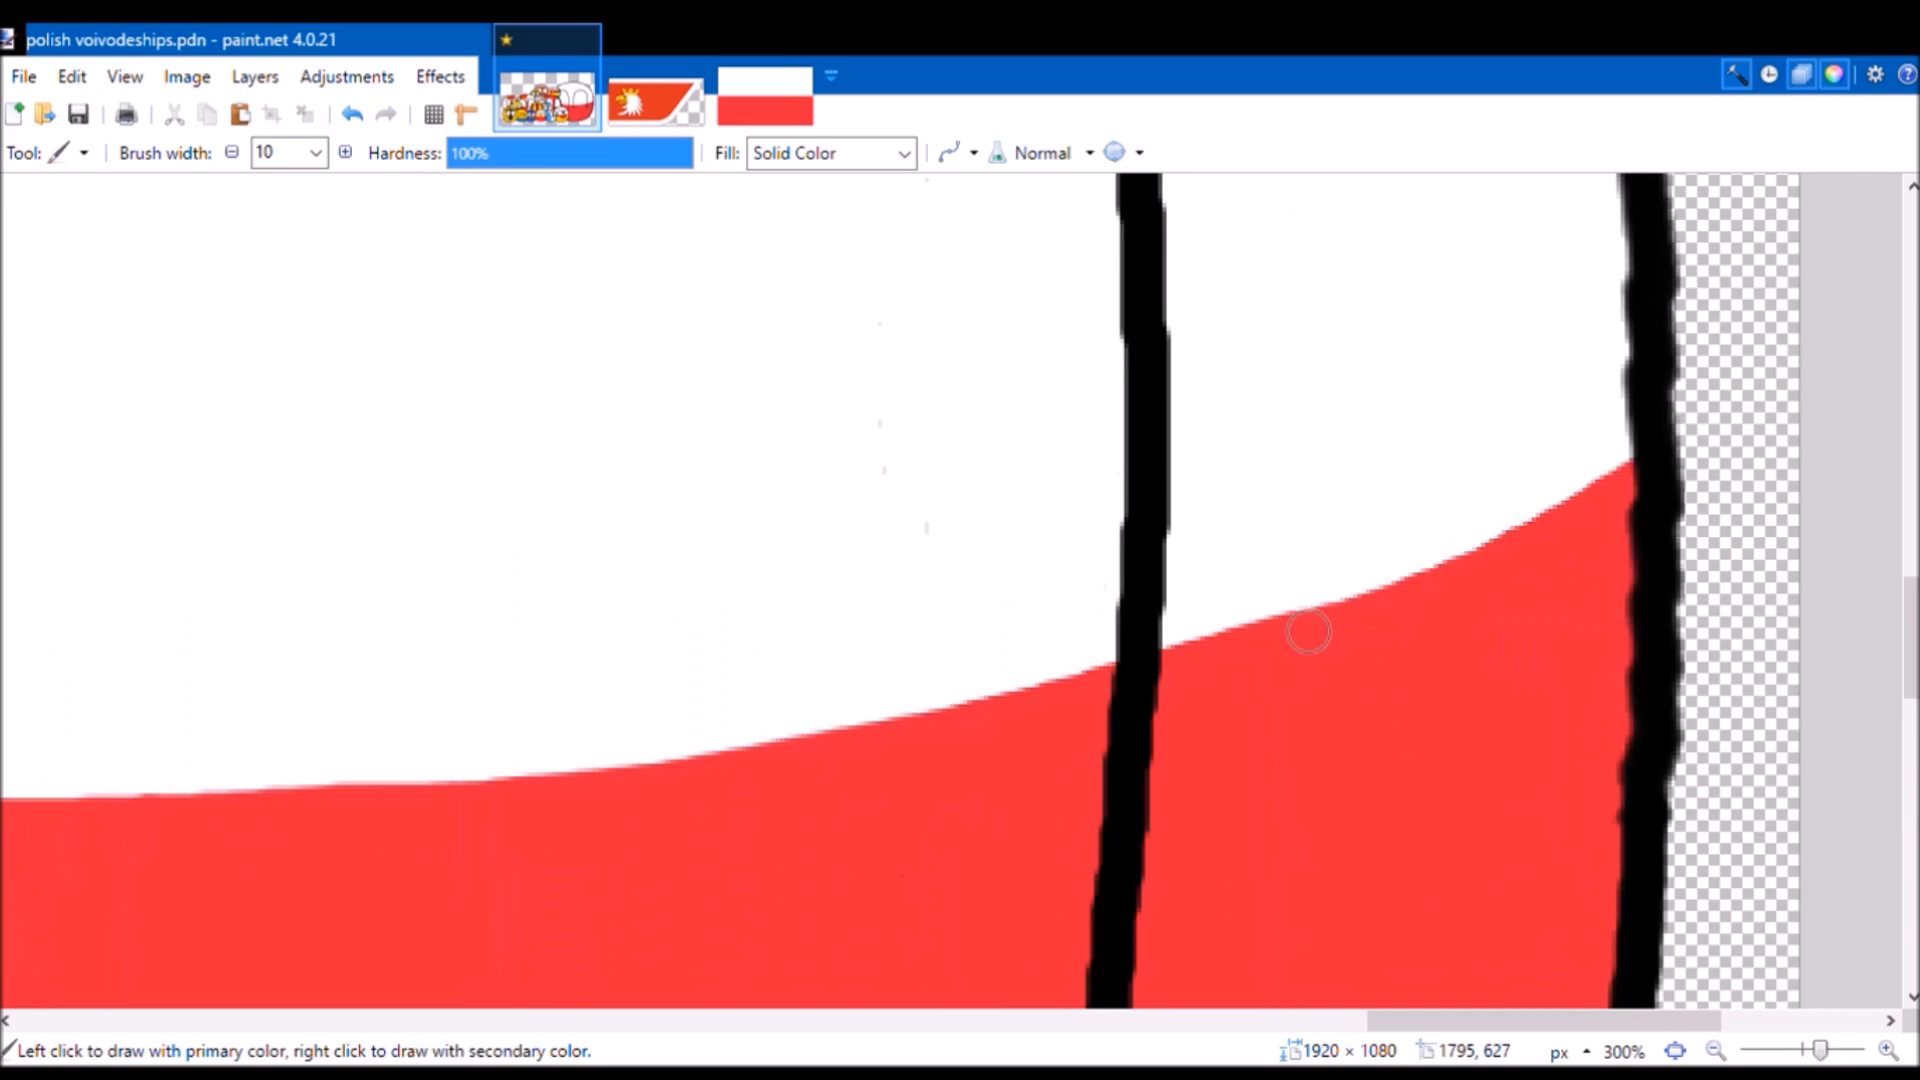 polish voivodeships.pdn - paint.net 4.0.21
File Edit View Image Layers Adjustments Effects
Tool: Brush width: 10 Hardness: 100% Fill: Solid Color Normal
Left click to draw with primary color, right click to draw with secondary color. 1920 × 1080 1795, 627 px 300%